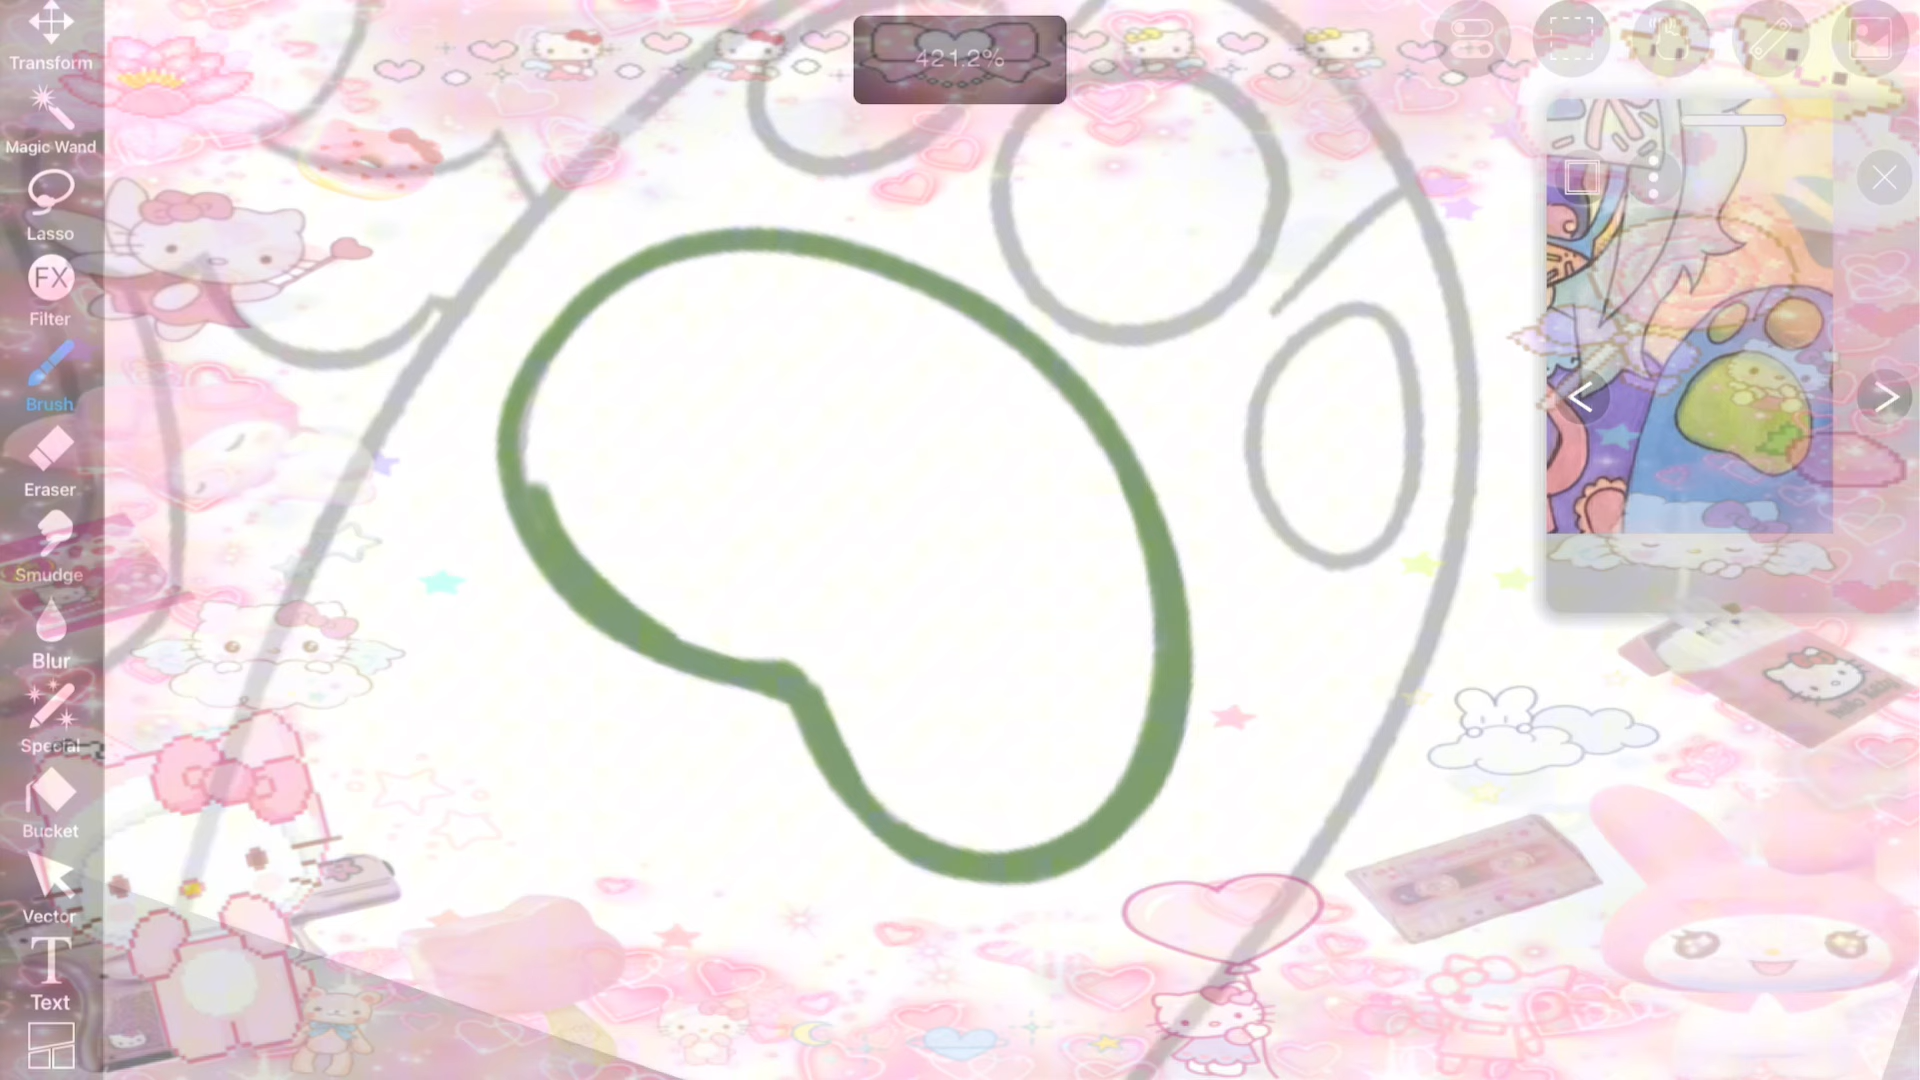 421.2%
Transform
Magic Wand
Lasso
FX
Filter
Brush
Eraser
Smudge
Blur
Special
Bucket
Vector
T
Text